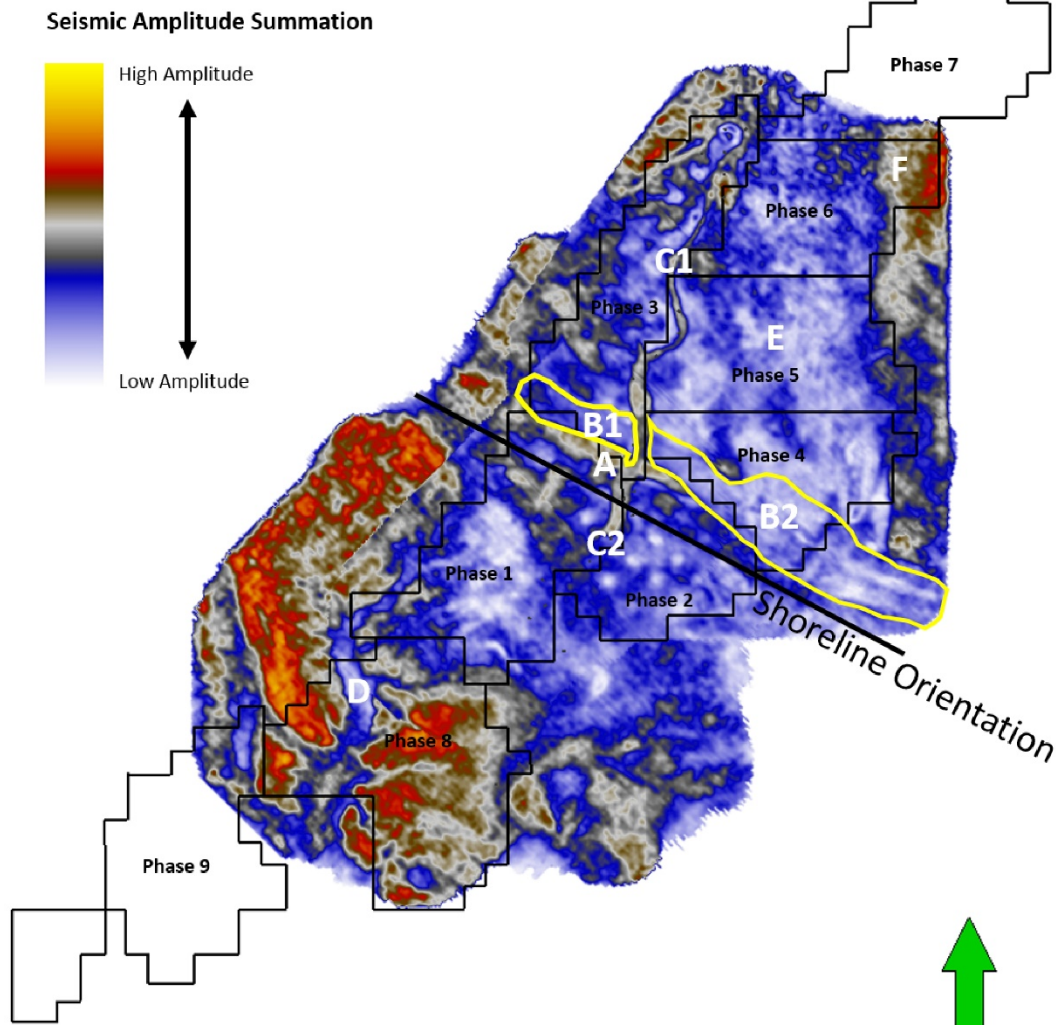 Seismic Amplitude Summation
High Amplitude
Low Amplitude
Phase 7
F
Phase 6
C1
Phase 3
E
Phase 5
B1
A
Phase 4
B2
C2
Phase 1
Phase 2
Shoreline Orientation
D
Phase 8
Phase 9